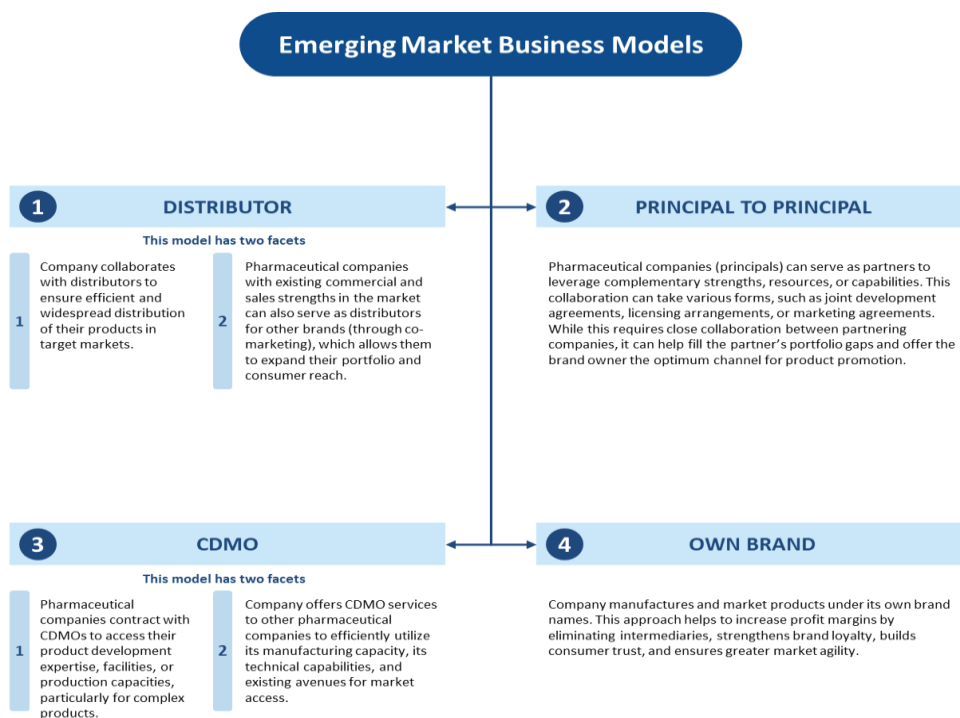 Emerging Market Business Models
1 DISTRIBUTOR
This model has two facets
1
Company collaborates
with distributors to
ensure efficient and
widespread distribution
of their products in
target markets.
2
Pharmaceutical companies
with existing commercial and
sales strengths in the market
can also serve as distributors
for other brands (through co-
marketing), which allows them
to expand their portfolio and
consumer reach.
2 PRINCIPAL TO PRINCIPAL
Pharmaceutical companies (principals) can serve as partners to
leverage complementary strengths, resources, or capabilities. This
collaboration can take various forms, such as joint development
agreements, licensing arrangements, or marketing agreements.
While this requires close collaboration between partnering
companies, it can help fill the partner’s portfolio gaps and offer the
brand owner the optimum channel for product promotion.
3 CDMO
This model has two facets
1
Pharmaceutical
companies contract with
CDMOs to access their
product development
expertise, facilities, or
production capacities,
particularly for complex
products.
2
Company offers CDMO services
to other pharmaceutical
companies to efficiently utilize
its manufacturing capacity, its
technical capabilities, and
existing avenues for market
access.
4 OWN BRAND
Company manufactures and market products under its own brand
names. This approach helps to increase profit margins by
eliminating intermediaries, strengthens brand loyalty, builds
consumer trust, and ensures greater market agility.